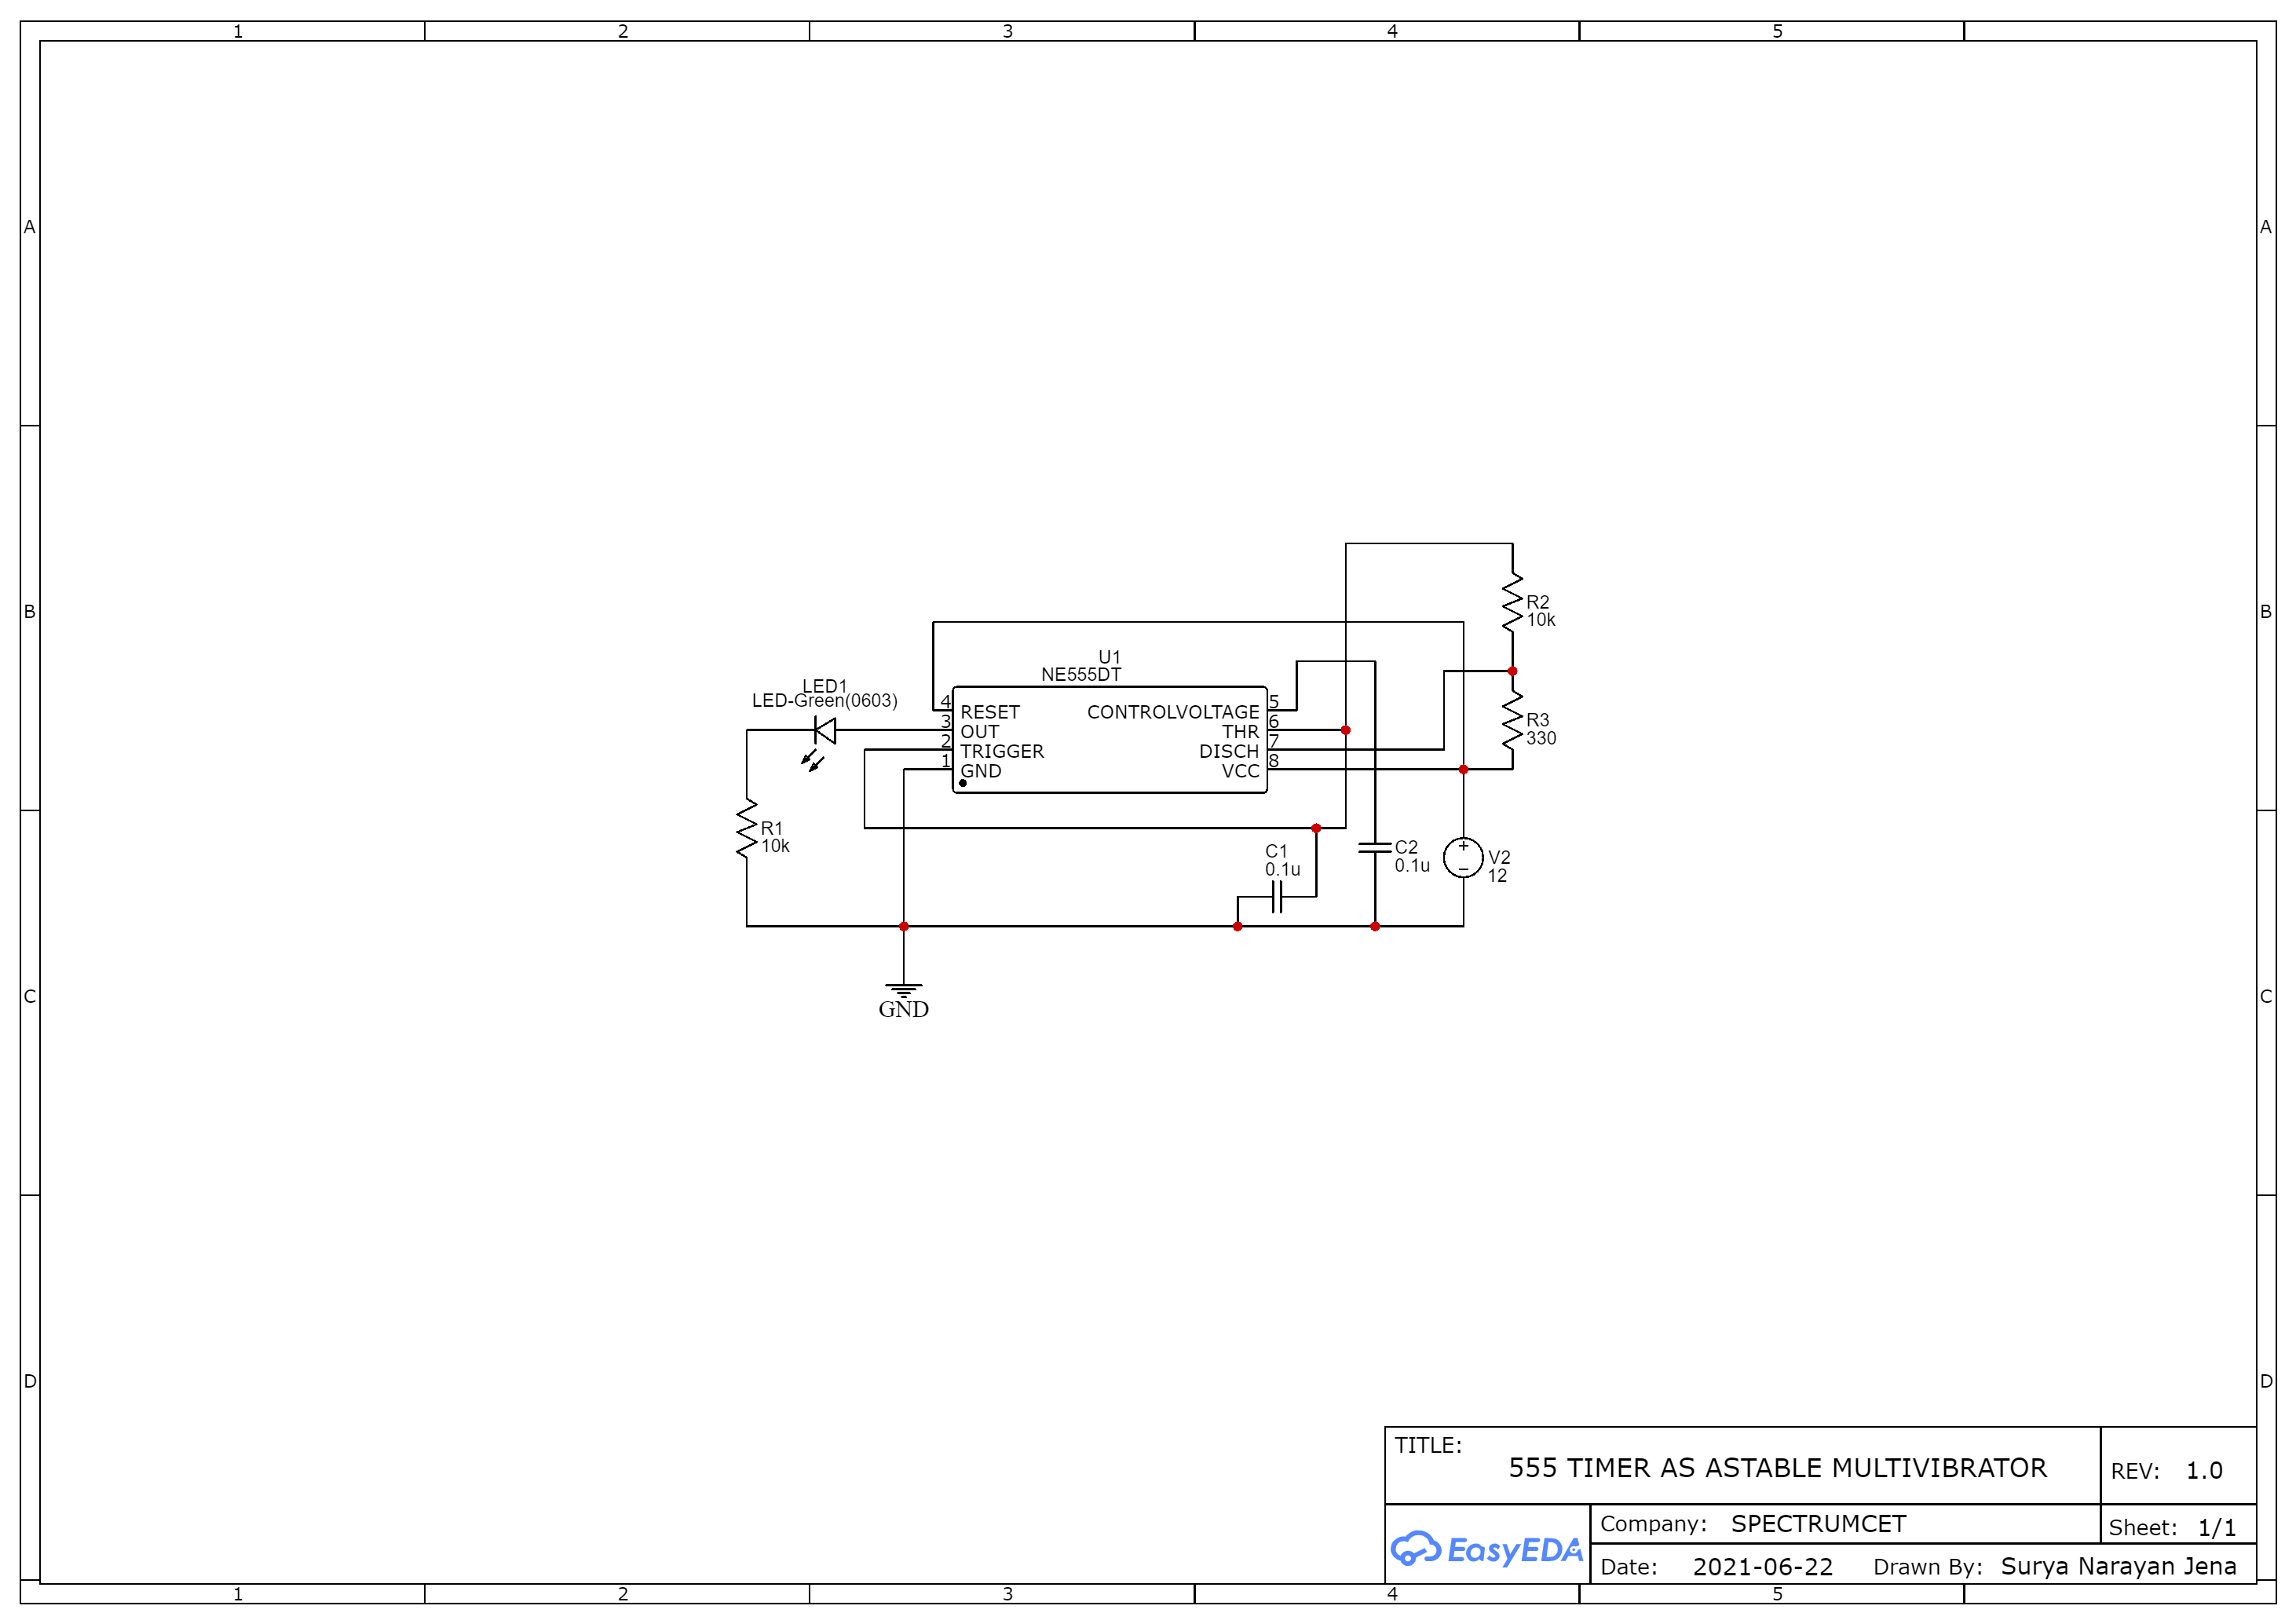 1 2 3 4 5
A A
B B
C C
D D
R2
10k
U1
NE555DT
LED1
LED-Green(0603)
4 RESET CONTROLVOLTAGE 5
3 OUT THR 6
2 TRIGGER DISCH 7
1 GND VCC 8
R3
330
R1
10k
C1
0.1u
C2
0.1u
+
−
V2
12
GND
TITLE:
555 TIMER AS ASTABLE MULTIVIBRATOR
REV: 1.0
EasyEDA
Company: SPECTRUMCET
Sheet: 1/1
Date: 2021-06-22 Drawn By: Surya Narayan Jena
1 2 3 4 5